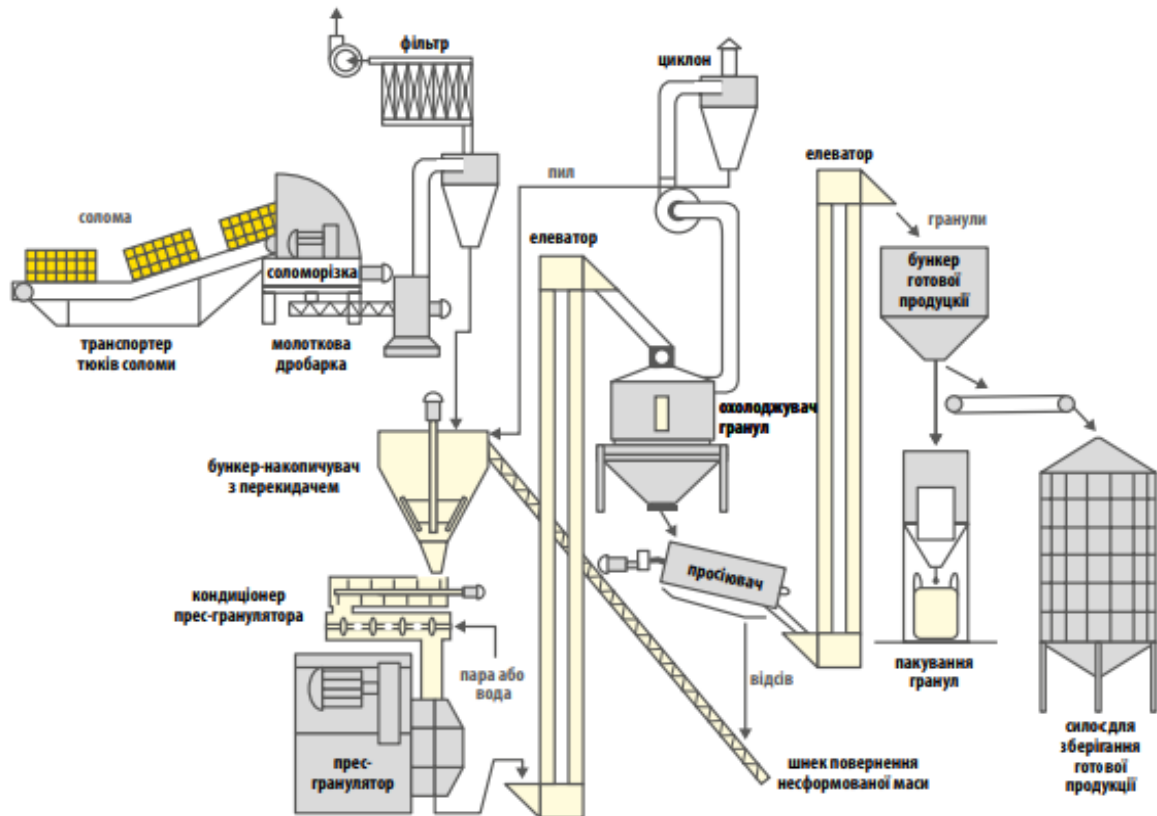 фільтр
циклон
елеватор
пил
солома
гранули
елеватор
бункер
готової
продуцкії
соломорізка
транспортер
тюків соломи
молоткова
дробарка
охолоджувач
гранул
бункер-накопичувач
з перекидачем
просіювач
кондиціонер
прес-гранулятора
пара або
вода
відсів
пакування
гранул
прес-
гранулятор
шнек повернення
несформованої маси
силос для
зберігання
готової
продукції